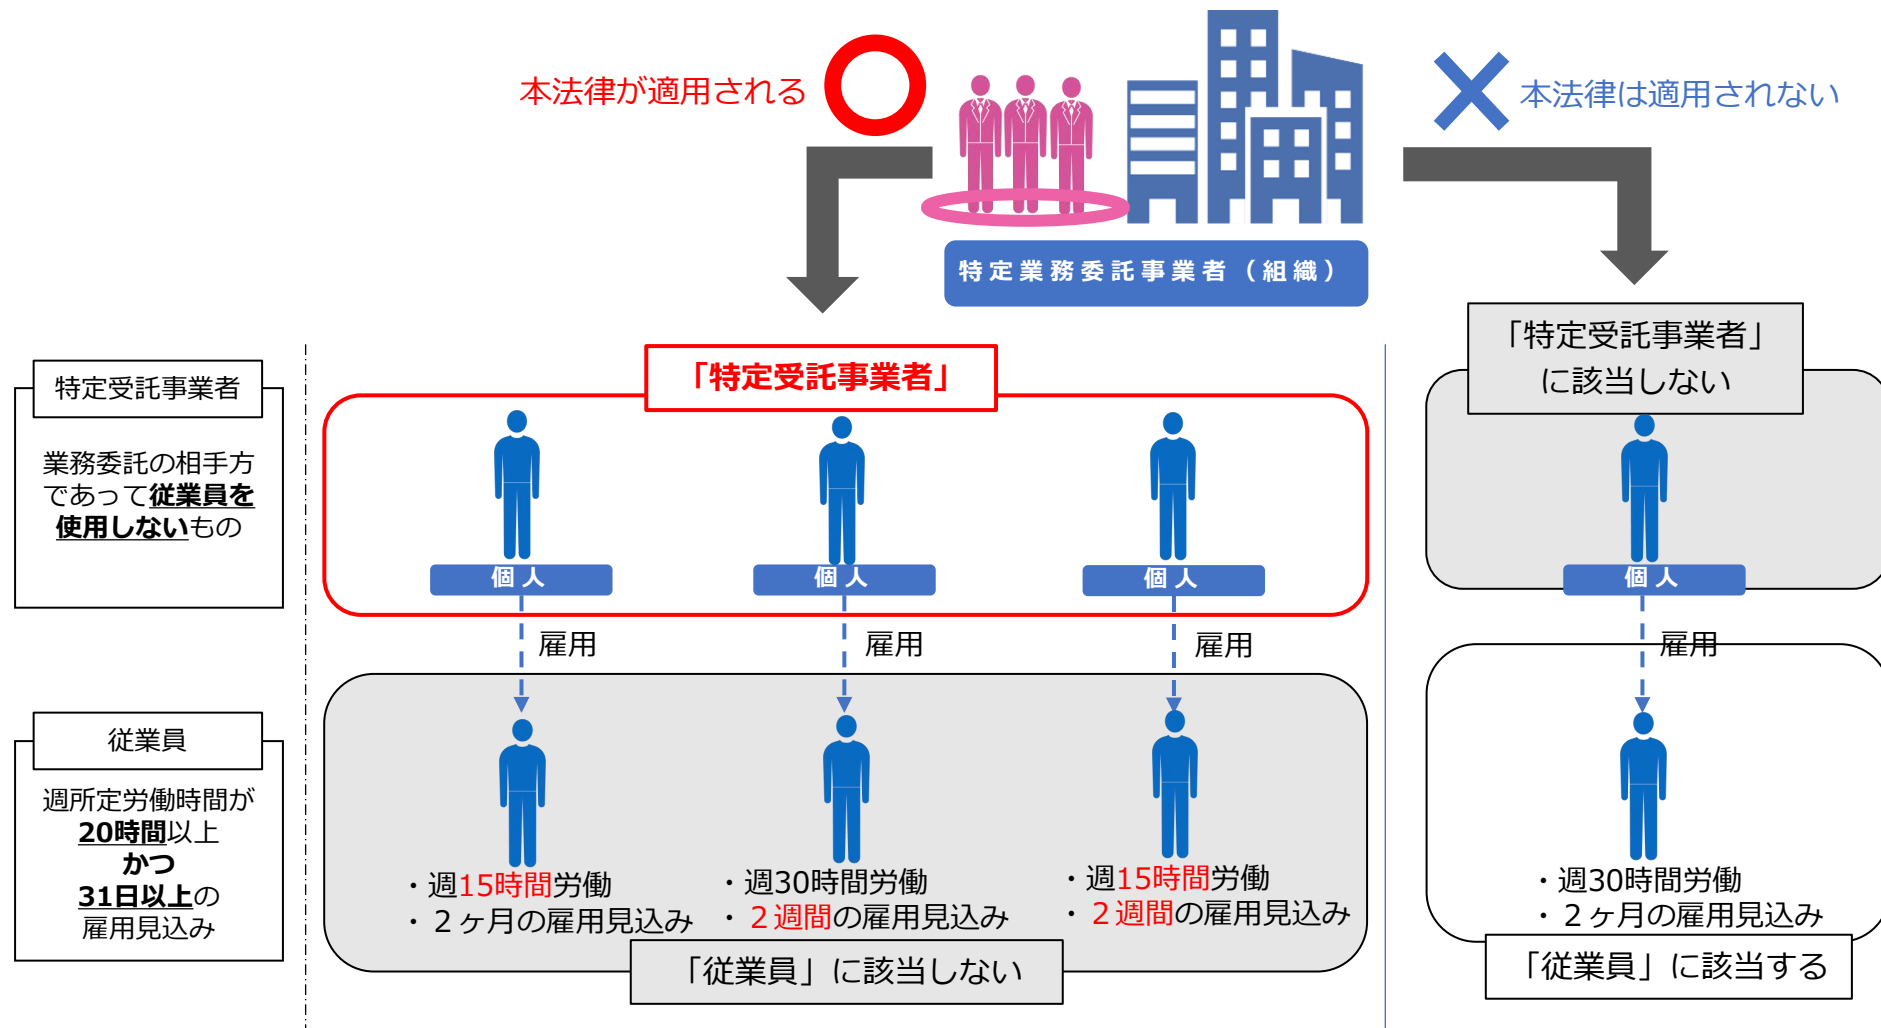 本法律が適用される
本法律は適用されない
特定業務委託事業者（組織）
特定受託事業者
業務委託の相手方
であって従業員を
使用しないもの
「特定受託事業者」
個人
個人
個人
雇用
雇用
雇用
「特定受託事業者」
に該当しない
個人
雇用
従業員
週所定労働時間が
20時間以上
かつ
31日以上の
雇用見込み
・週15時間労働
・２ヶ月の雇用見込み
・週30時間労働
・２週間の雇用見込み
・週15時間労働
・２週間の雇用見込み
「従業員」に該当しない
・週30時間労働
・２ヶ月の雇用見込み
「従業員」に該当する